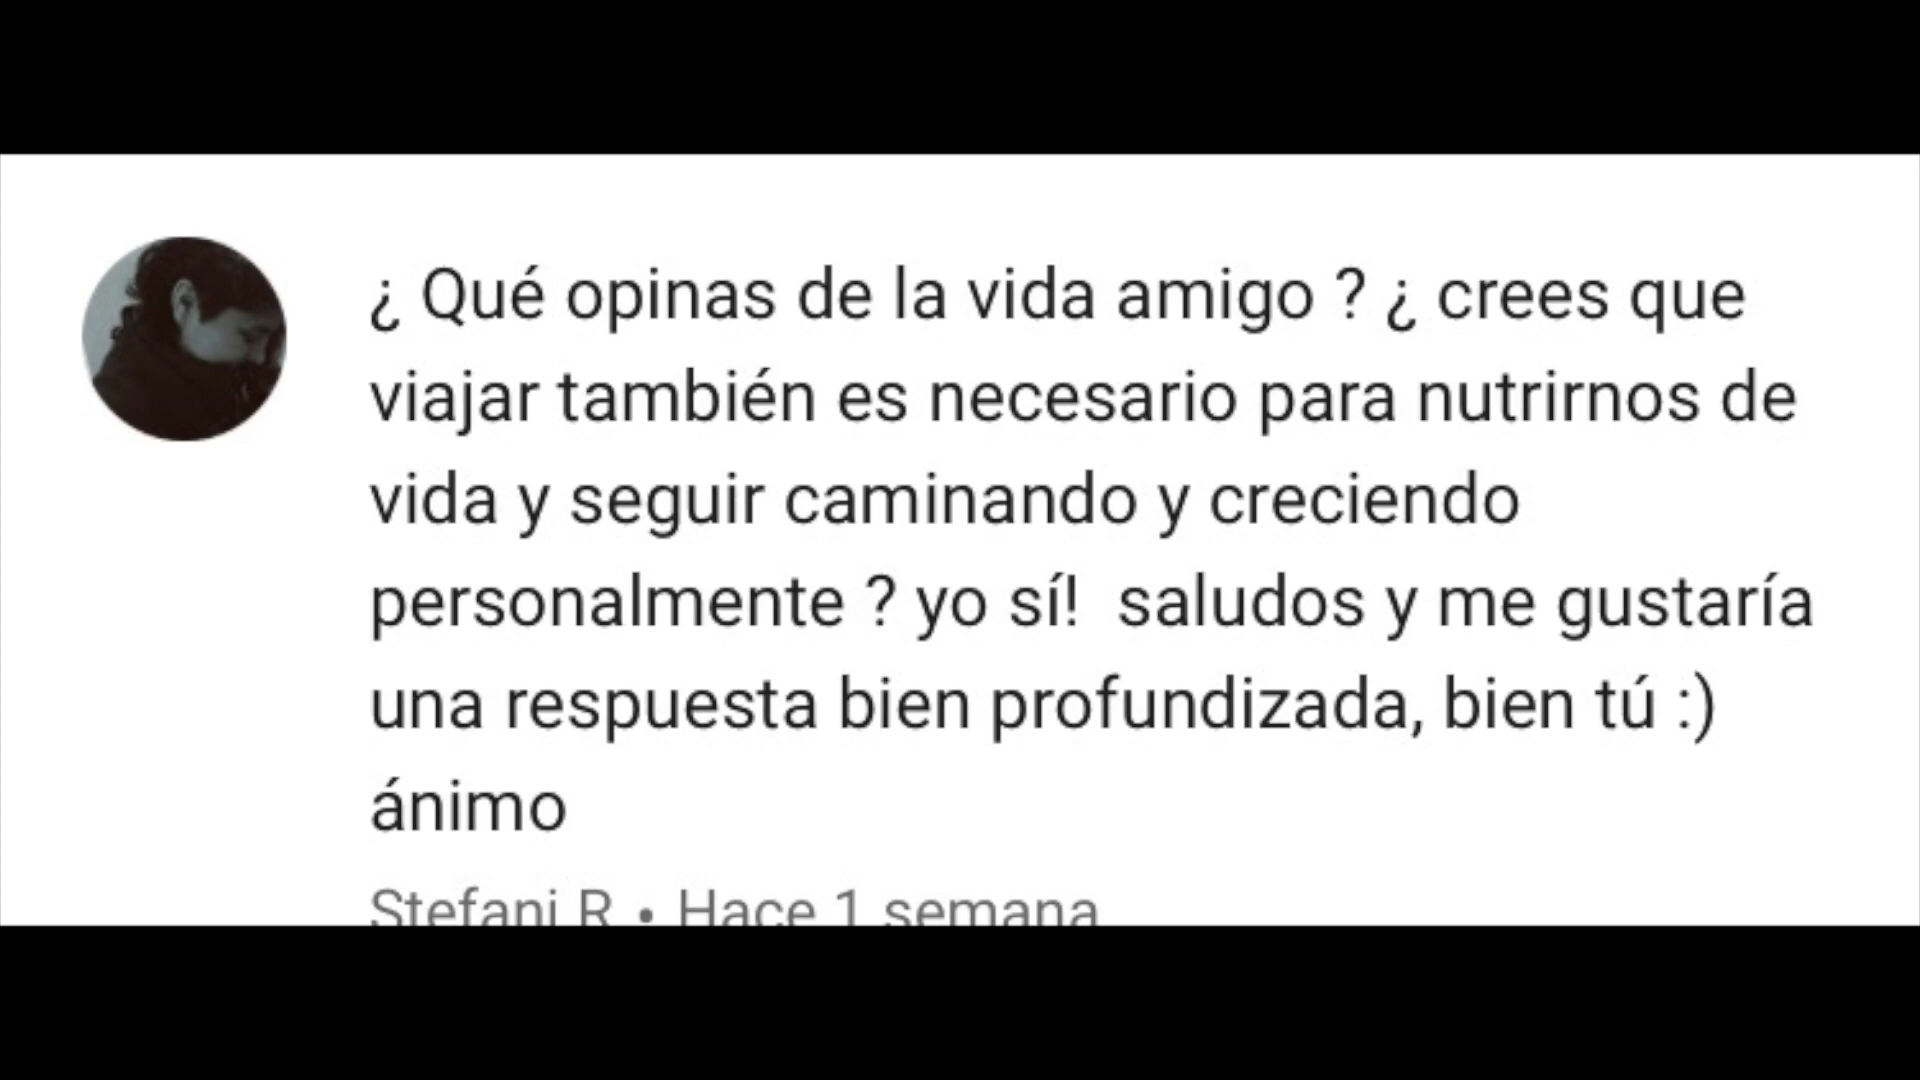 ¿ Qué opinas de la vida amigo ? ¿ crees que
viajar también es necesario para nutrirnos de
vida y seguir caminando y creciendo
personalmente ? yo sí!  saludos y me gustaría
una respuesta bien profundizada, bien tú :)
ánimo
Stefani R • Hace 1 semana